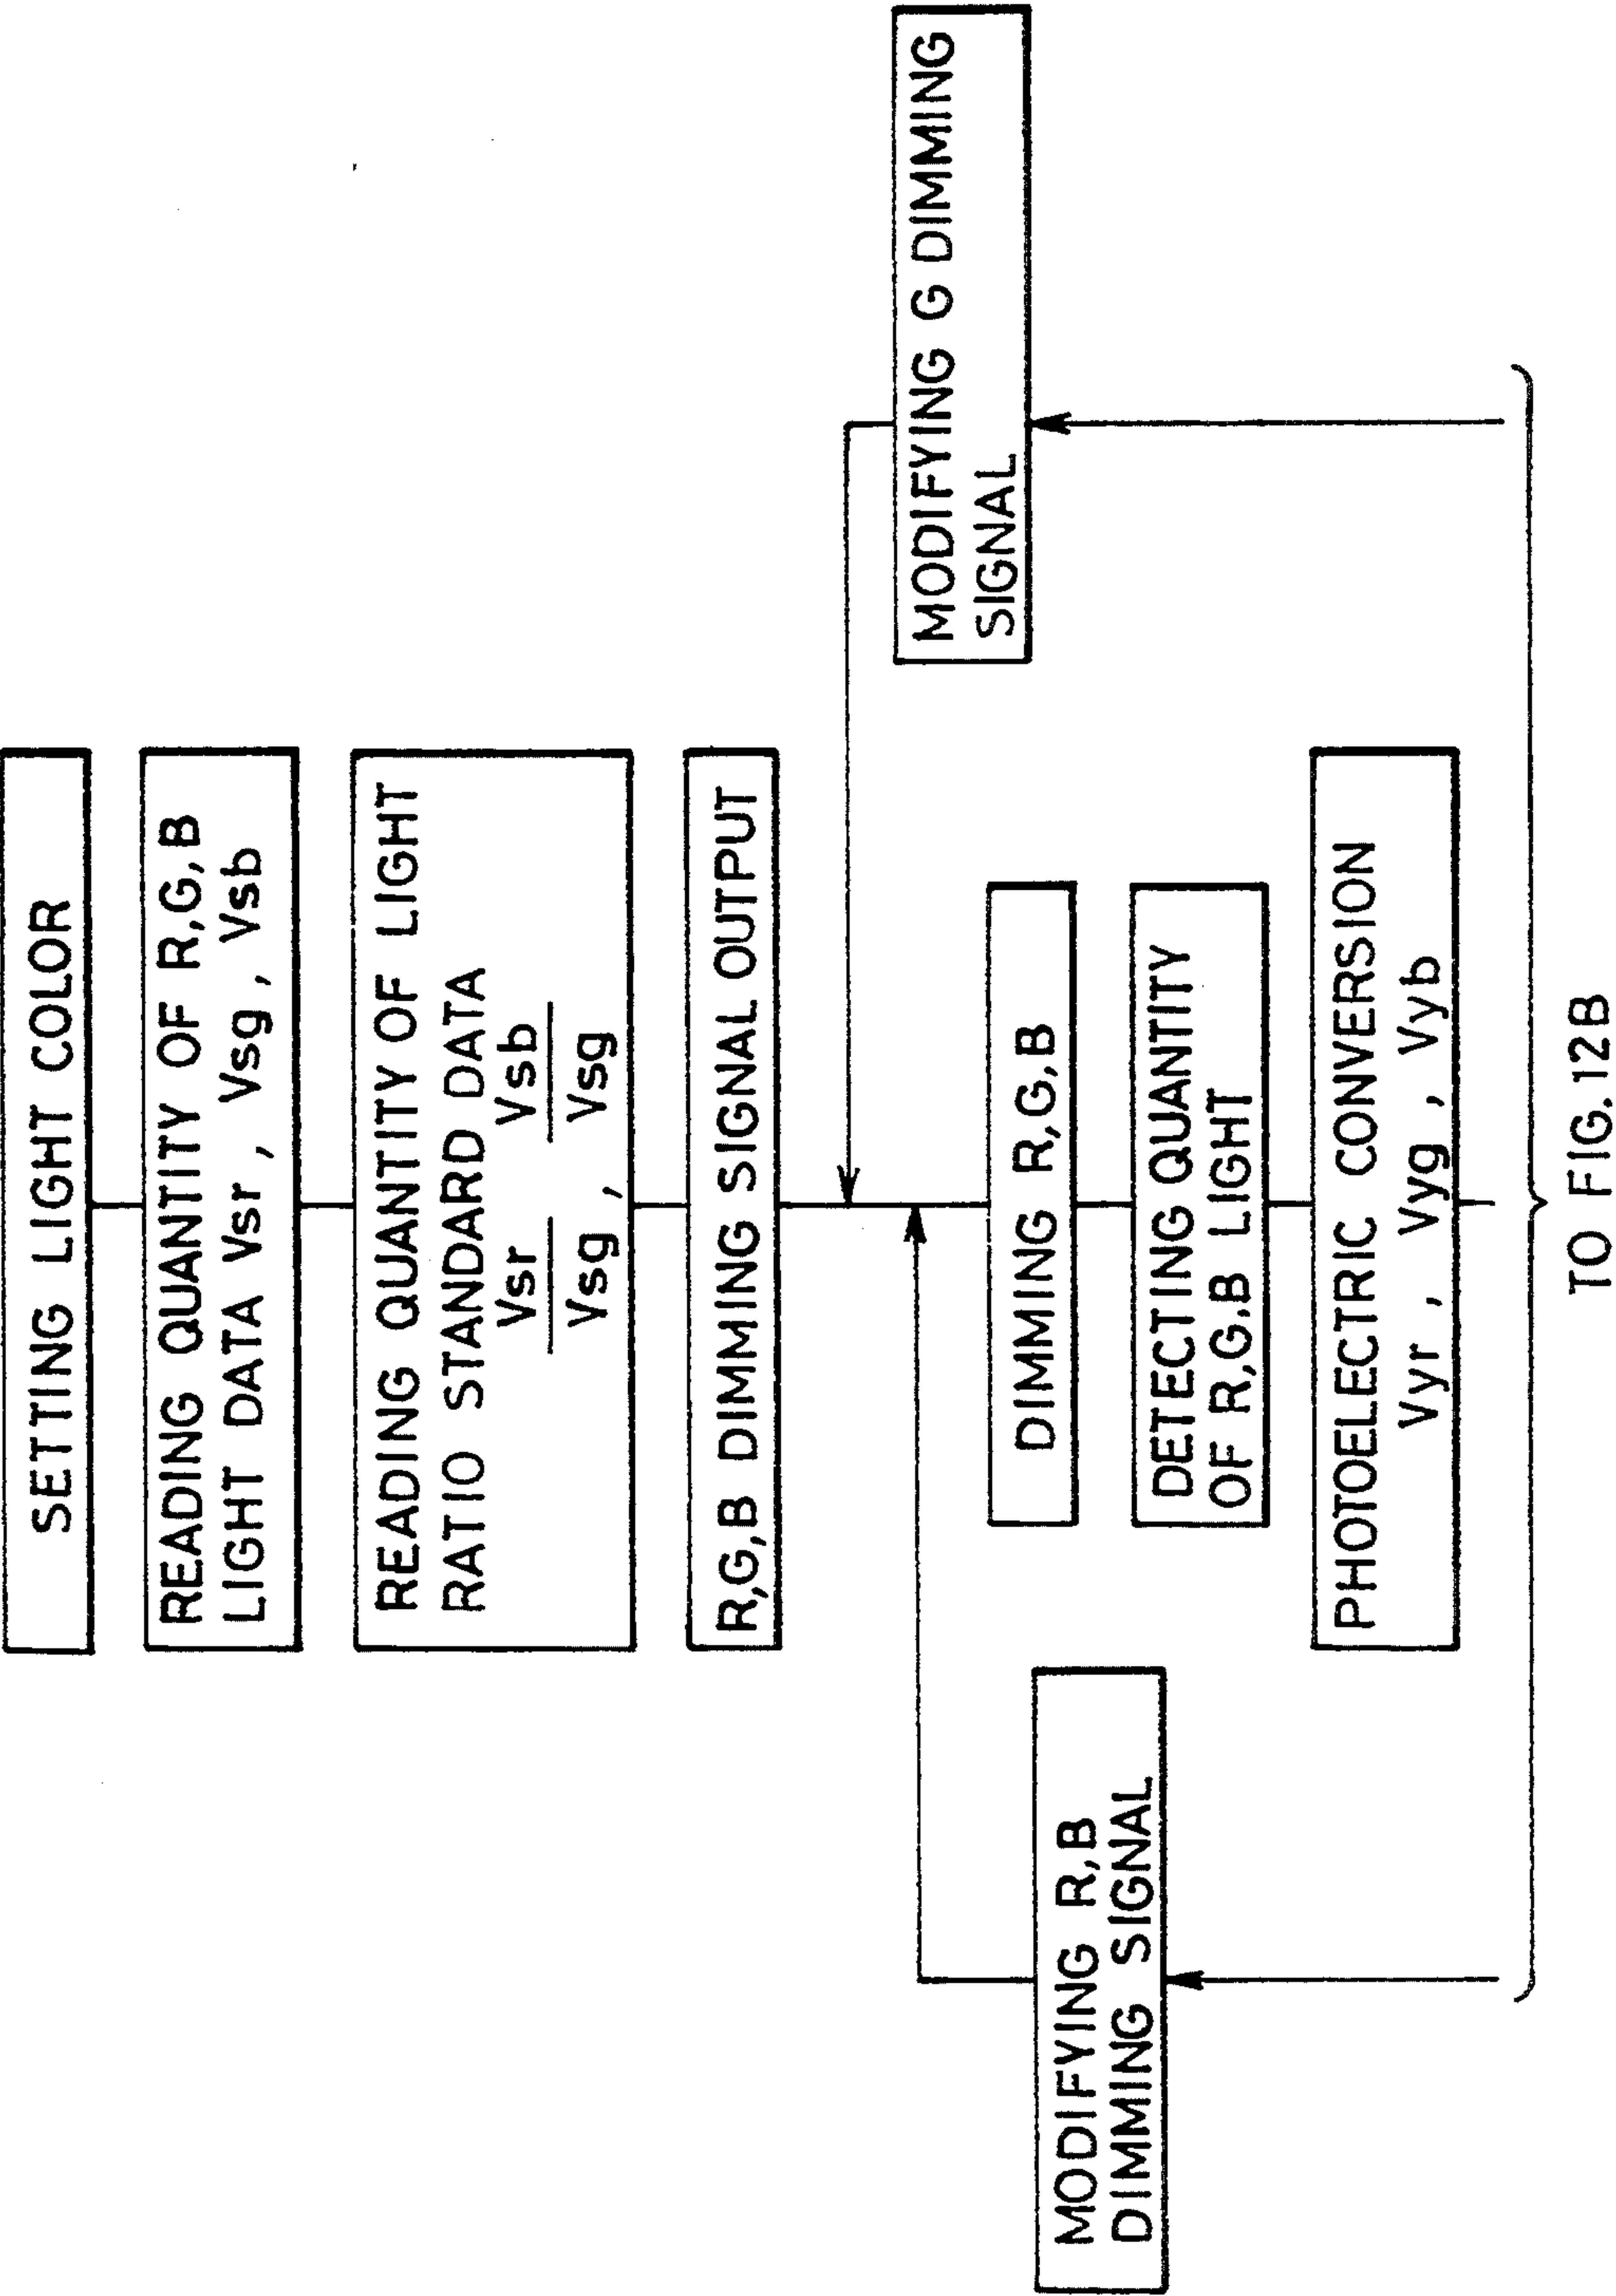 SETTING LIGHT COLOR
READING QUANTITY OF R,G,B
LIGHT DATA Vsr , Vsg , Vsb
READING QUANTITY OF LIGHT
RATIO STANDARD DATA
Vsr Vsb
Vsg , Vsg
R,G,B DIMMING SIGNAL OUTPUT
MODIFYING G DIMMING
SIGNAL
DIMMING R,G,B
MODIFYING R,B
DIMMING SIGNAL
DETECTING QUANTITY
OF R,G,B LIGHT
PHOTOELECTRIC CONVERSION
Vyr , Vyg , Vyb
TO FIG.12B